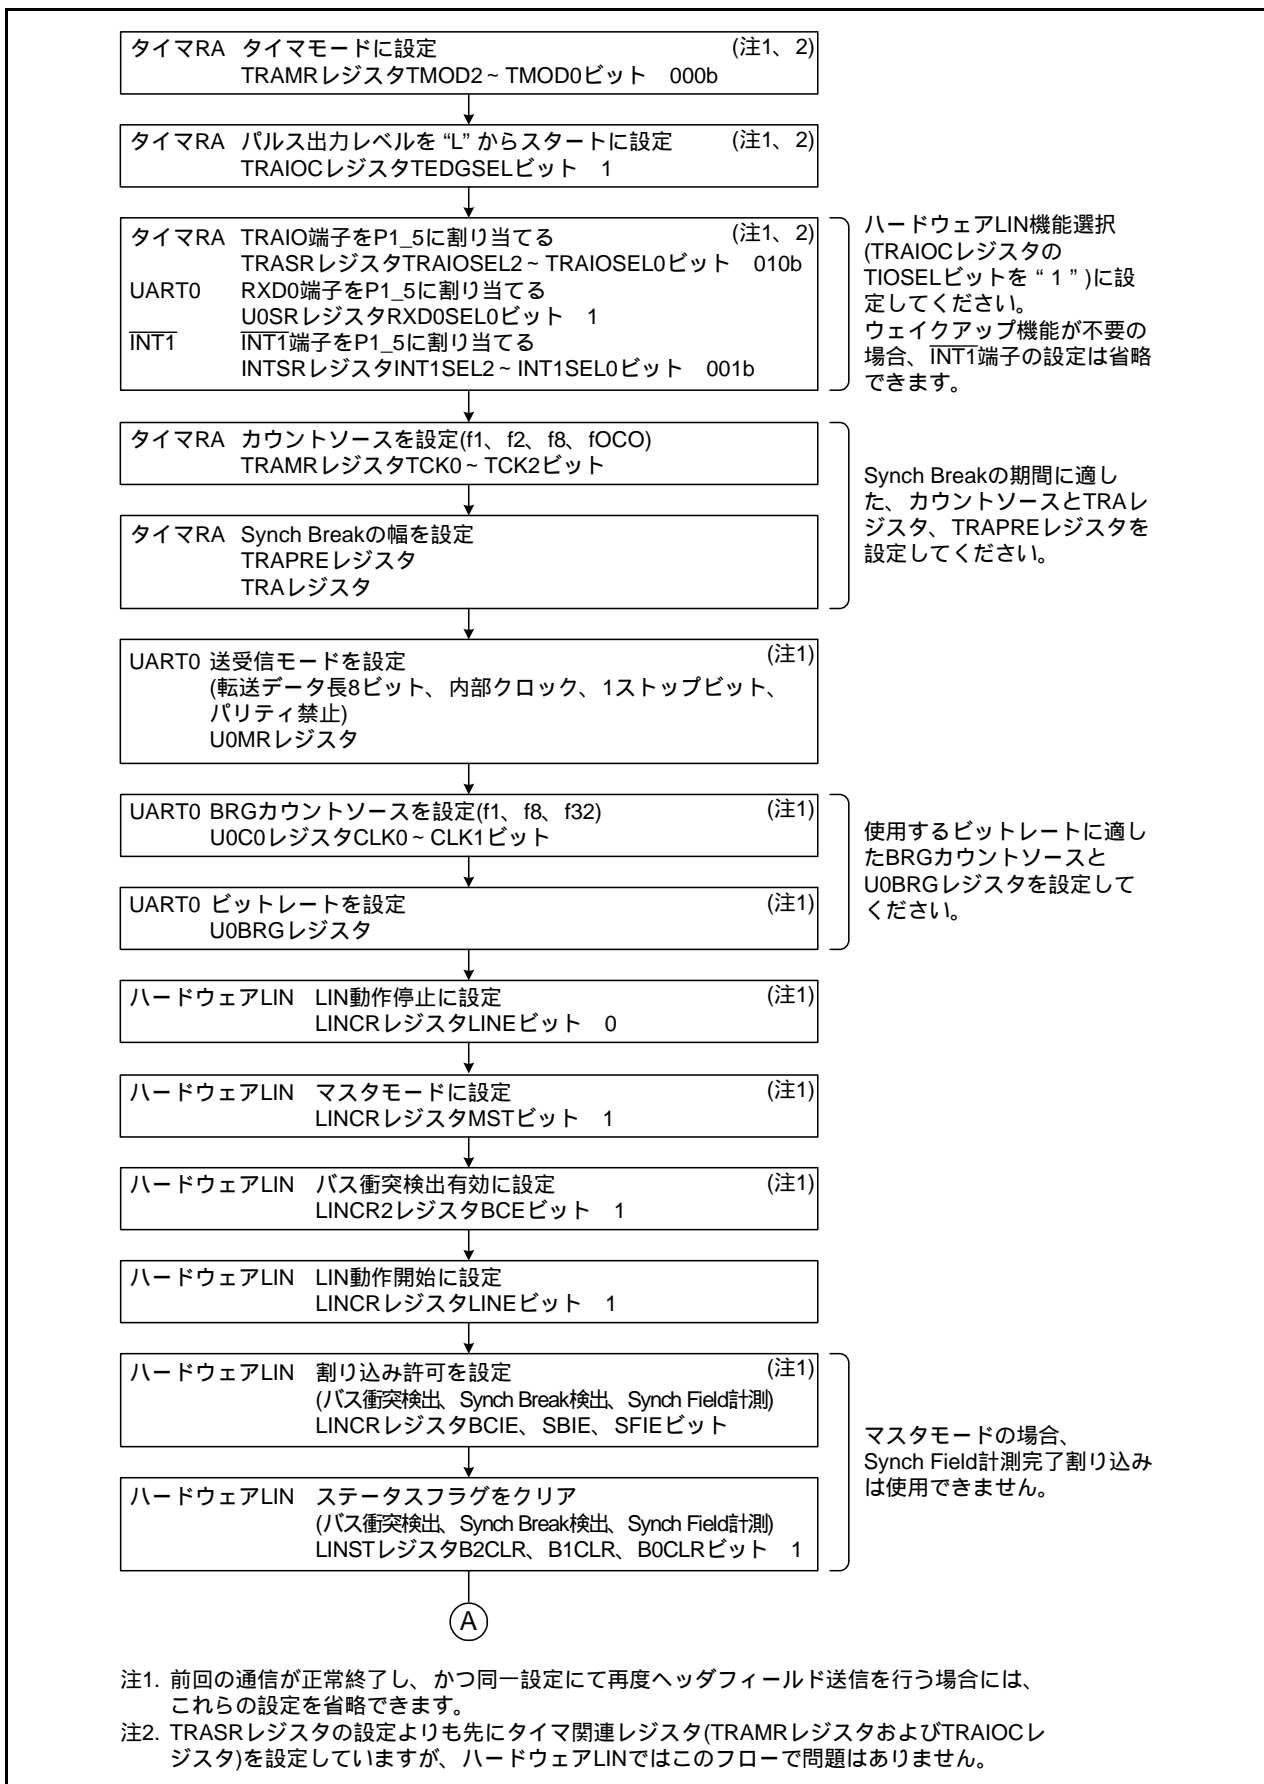 タイマRA タイマモードに設定 (注1、2)
TRAMRレジスタTMOD2~TMOD0ビット 000b
タイマRA パルス出力レベルを “L” からスタートに設定 (注1、2)
TRAIOCレジスタTEDGSELビット 1
タイマRA TRAIO端子をP1_5に割り当てる (注1、2)
TRASRレジスタTRAIOSEL2~TRAIOSEL0ビット 010b
UART0 RXD0端子をP1_5に割り当てる
U0SRレジスタRXD0SEL0ビット 1
INT1 INT1端子をP1_5に割り当てる
INTSRレジスタINT1SEL2~INT1SEL0ビット 001b
ハードウェアLIN機能選択
(TRAIOCレジスタの
TIOSELビットを “ 1 ” )に設
定してください。
ウェイクアップ機能が不要の
場合、INT1端子の設定は省略
できます。
タイマRA カウントソースを設定(f1、f2、f8、fOCO)
TRAMRレジスタTCK0~TCK2ビット
タイマRA Synch Breakの幅を設定
TRAPREレジスタ
TRAレジスタ
Synch Breakの期間に適し
た、カウントソースとTRAレ
ジスタ、TRAPREレジスタを
設定してください。
UART0 送受信モードを設定 (注1)
(転送データ長8ビット、内部クロック、1ストップビット、
パリティ禁止)
U0MRレジスタ
UART0 BRGカウントソースを設定(f1、f8、f32) (注1)
U0C0レジスタCLK0~CLK1ビット
UART0 ビットレートを設定 (注1)
U0BRGレジスタ
使用するビットレートに適し
たBRGカウントソースと
U0BRGレジスタを設定して
ください。
ハードウェアLIN LIN動作停止に設定 (注1)
LINCRレジスタLINEビット 0
ハードウェアLIN マスタモードに設定 (注1)
LINCRレジスタMSTビット 1
ハードウェアLIN バス衝突検出有効に設定 (注1)
LINCR2レジスタBCEビット 1
ハードウェアLIN LIN動作開始に設定
LINCRレジスタLINEビット 1
ハードウェアLIN 割り込み許可を設定 (注1)
(バス衝突検出、Synch Break検出、Synch Field計測)
LINCRレジスタBCIE、SBIE、SFIEビット
ハードウェアLIN ステータスフラグをクリア
(バス衝突検出、Synch Break検出、Synch Field計測)
LINSTレジスタB2CLR、B1CLR、B0CLRビット 1
マスタモードの場合、
Synch Field計測完了割り込み
は使用できません。
A
注1. 前回の通信が正常終了し、かつ同一設定にて再度ヘッダフィールド送信を行う場合には、
これらの設定を省略できます。
注2. TRASRレジスタの設定よりも先にタイマ関連レジスタ(TRAMRレジスタおよびTRAIOCレ
ジスタ)を設定していますが、ハードウェアLINではこのフローで問題はありません。